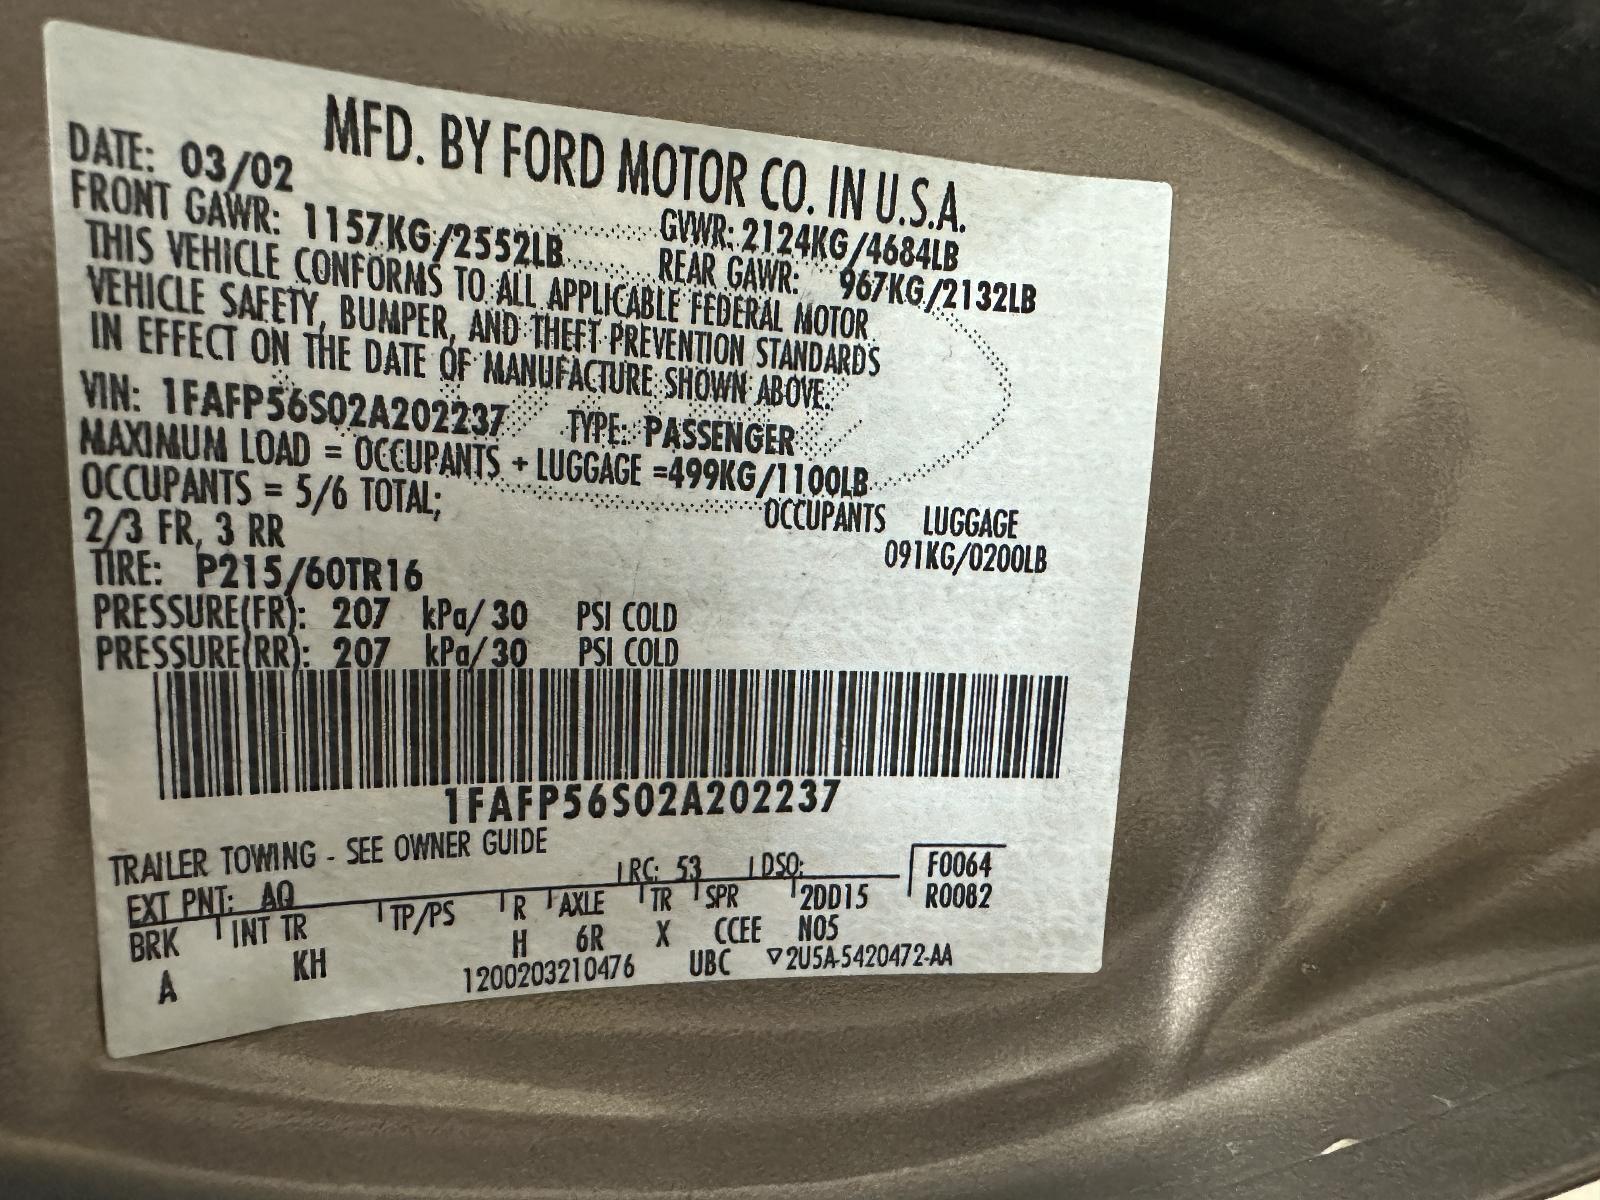 MFD. BY FORD MOTOR CO. IN U.S.A.
DATE: 03/02 GVWR: 2124KG/4684LB
FRONT GAWR: 1157KG/2552LB REAR GAWR: 967KG/2132LB
THIS VEHICLE CONFORMS TO ALL APPLICABLE FEDERAL MOTOR
VEHICLE SAFETY, BUMPER, AND THEFT PREVENTION STANDARDS
IN EFFECT ON THE DATE OF MANUFACTURE SHOWN ABOVE.
VIN: 1FAFP56S02A202237 TYPE: PASSENGER
MAXIMUM LOAD = OCCUPANTS + LUGGAGE =499KG/1100LB
OCCUPANTS = 5/6 TOTAL; OCCUPANTS LUGGAGE
2/3 FR, 3 RR 091KG/0200LB
TIRE: P215/60TR16
PRESSURE(FR): 207 kPa/ 30 PSI COLD
PRESSURE(RR): 207 kPa/ 30 PSI COLD
1FAFP56S02A202237
TRAILER TOWING - SEE OWNER GUIDE
EXT PNT: AQ RC: 53 DSO: F0064
BRK INT TR TP/PS R AXLE TR SPR 2DD15 R0082
A KH H 6R X CCEE N05
1200203210476 UBC ▽2U5A-5420472-AA